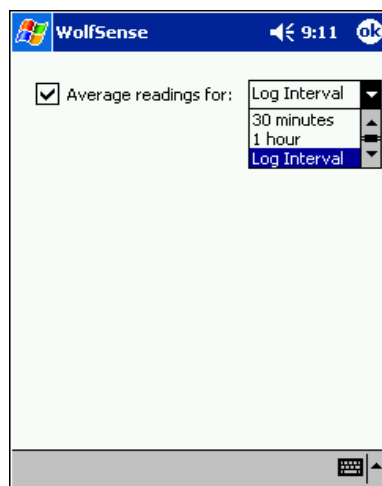 WolfSense 9:11 ok
Average readings for: Log Interval
30 minutes
1 hour
Log Interval